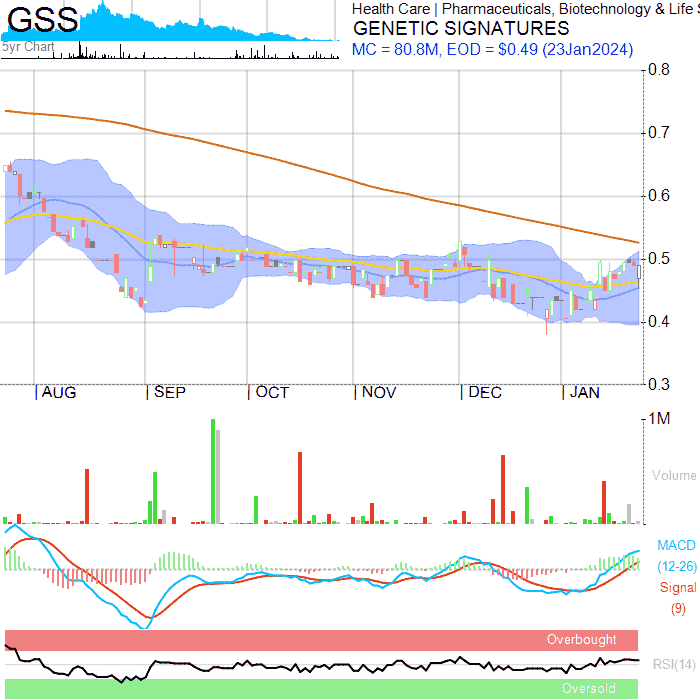 GSS
5yr Chart
Health Care | Pharmaceuticals, Biotechnology & Life S
GENETIC SIGNATURES
MC = 80.8M, EOD = $0.49 (23Jan2024)
0.8
0.7
0.6
0.5
0.4
0.3
AUG SEP OCT NOV DEC JAN
1M
Volume
MACD
(12-26)
Signal
(9)
Overbought
RSI(14)
Oversold